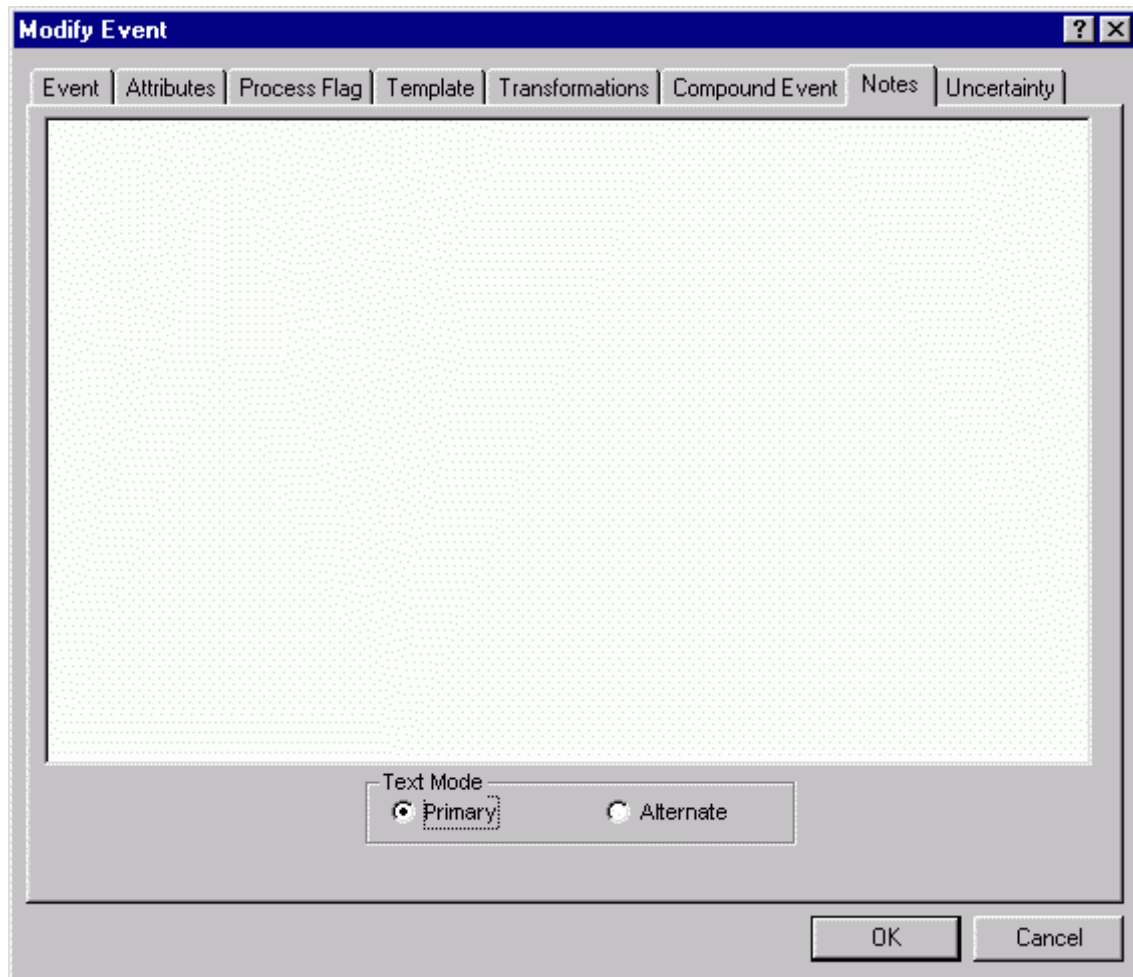 Modify Event
Event Attributes Process Flag Template Transformations Compound Event Notes Uncertainty
Text Mode
Primary Alternate
OK Cancel